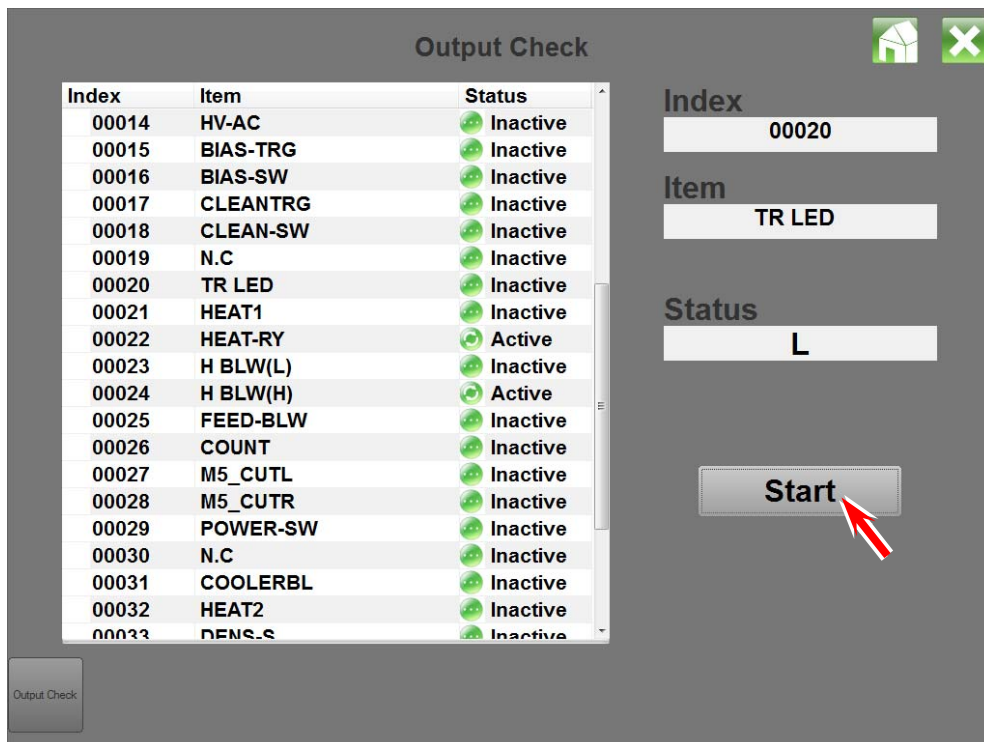 Output Check
Index Item Status
00014 HV-AC Inactive
00015 BIAS-TRG Inactive
00016 BIAS-SW Inactive
00017 CLEANTRG Inactive
00018 CLEAN-SW Inactive
00019 N.C Inactive
00020 TR LED Inactive
00021 HEAT1 Inactive
00022 HEAT-RY Active
00023 H BLW(L) Inactive
00024 H BLW(H) Active
00025 FEED-BLW Inactive
00026 COUNT Inactive
00027 M5_CUTL Inactive
00028 M5_CUTR Inactive
00029 POWER-SW Inactive
00030 N.C Inactive
00031 COOLERBL Inactive
00032 HEAT2 Inactive
00033 DENS-S Inactive
Index
00020
Item
TR LED
Status
L
Start
Output Check